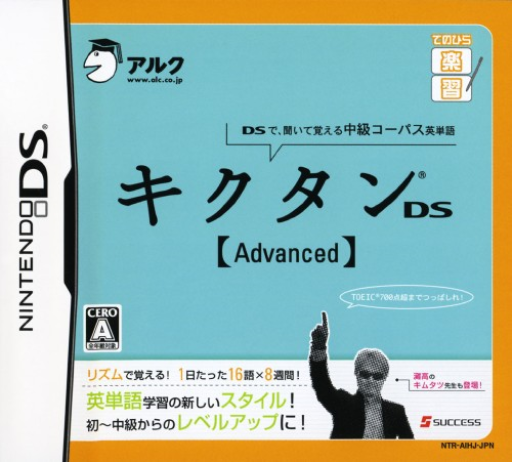 NINTENDO DS®
アルク
www.alc.co.jp
てのひら
楽習
DSで、聞いて覚える中級コーパス英単語
キクタン®DS
【Advanced】
TOEIC®700点超までつっぱしれ!
CERO
A
全年齢対象
リズムで覚える! 1日たった16語×8週間!
英単語学習の新しいスタイル!
初〜中級からのレベルアップに!
灘高の
キムタツ先生も登場!
SUCCESS
NTR-AIHJ-JPN